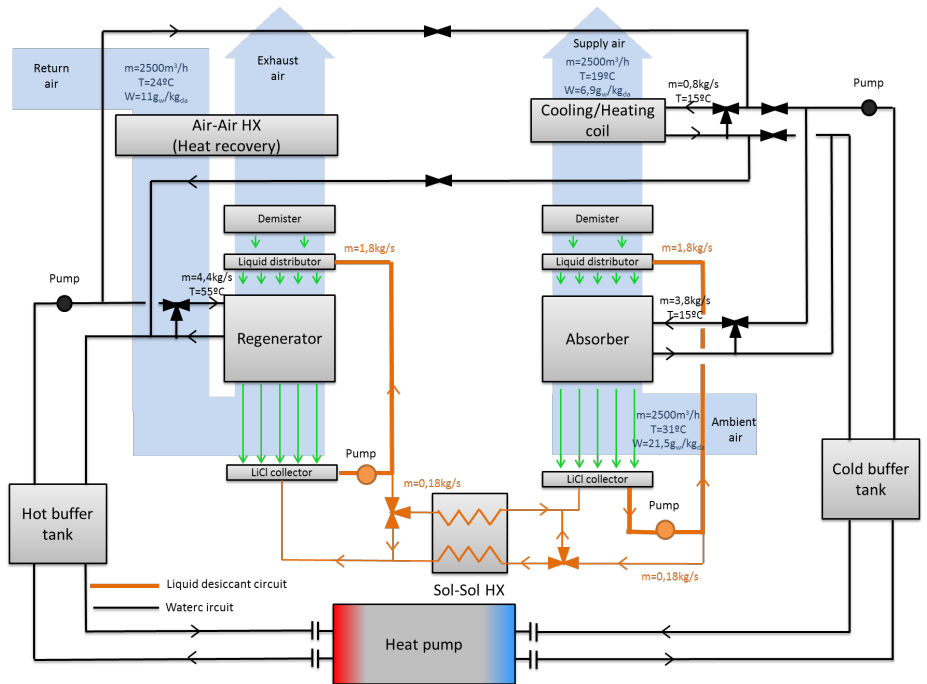 Return
air
m=2500m³/h
T=24ºC
W=11gw/kgda
Exhaust
air
Supply air
m=2500m³/h
T=19ºC
W=6,9gw/kgda
m=0,8kg/s
T=15ºC
Pump
Air-Air HX
(Heat recovery)
Cooling/Heating
coil
Demister
Demister
m=1,8kg/s
m=1,8kg/s
Liquid distributor
Liquid distributor
Pump
m=4,4kg/s
T=55ºC
m=3,8kg/s
T=15ºC
Regenerator
Absorber
m=2500m³/h
T=31ºC
W=21,5gw/kgda
Ambient
air
LiCl collector
Pump
LiCl collector
m=0,18kg/s
Pump
Cold buffer
tank
Hot buffer
tank
m=0,18kg/s
Sol-Sol HX
Liquid desiccant circuit
Waterc ircuit
Heat pump